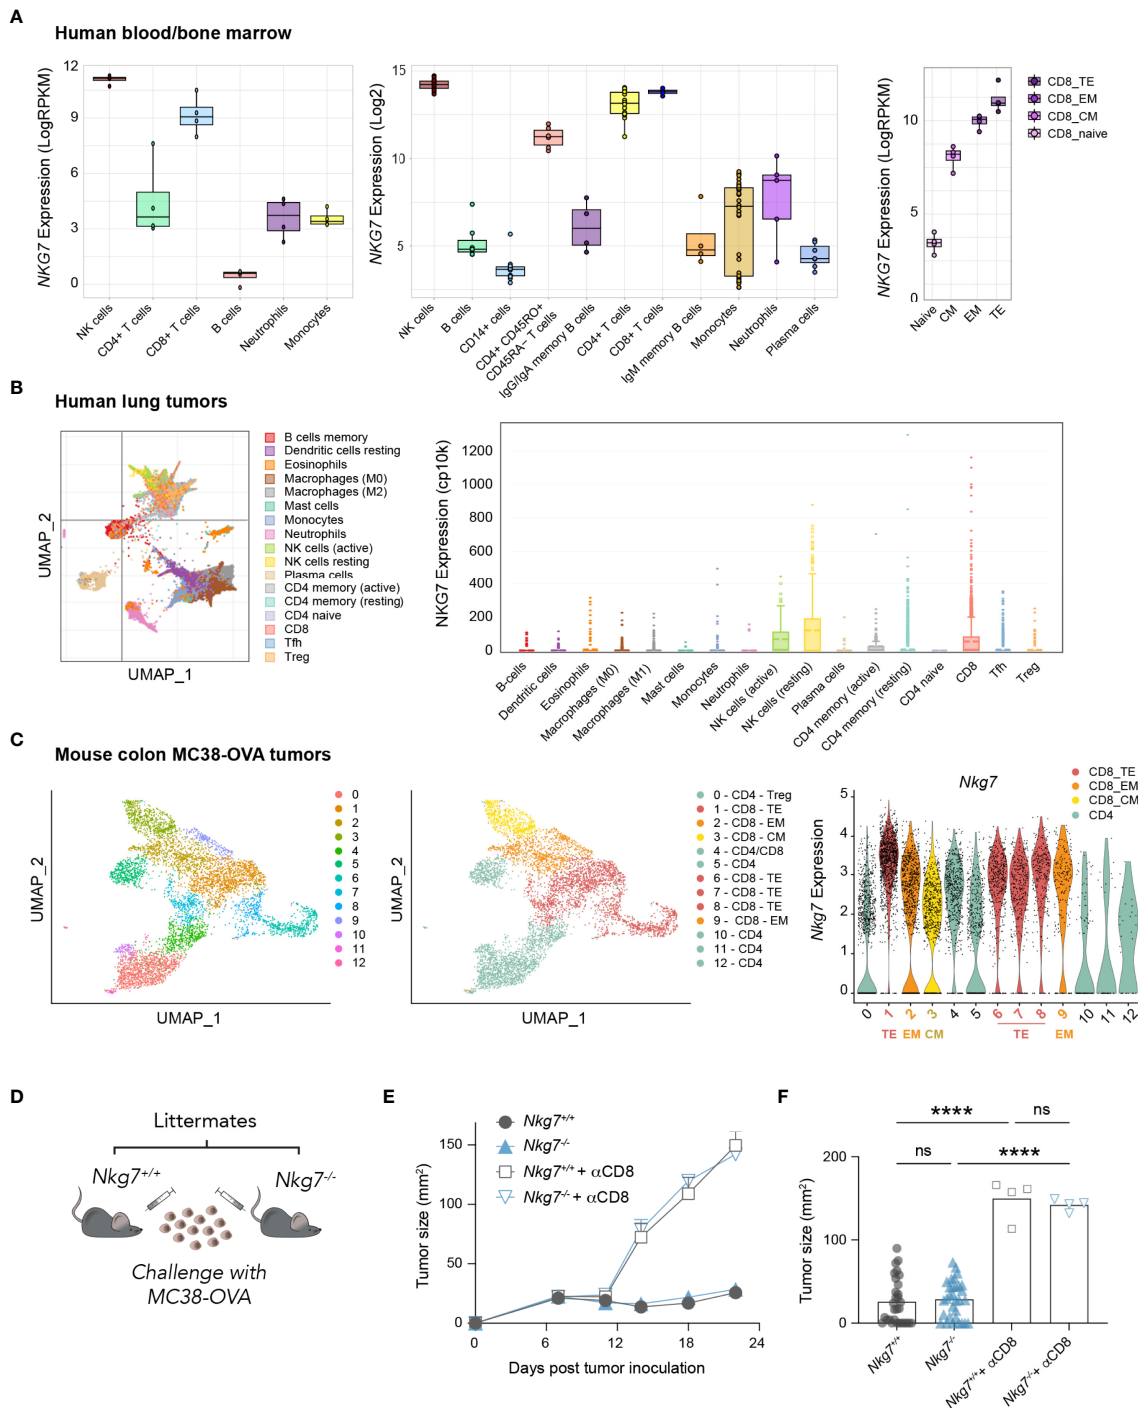 A
Human blood/bone marrow
NKG7 Expression (LogRPKM)
12
9
6
3
0
NK cells
CD4+ T cells
CD8+ T cells
B cells
Neutrophils
Monocytes
NKG7 Expression (Log2)
15
10
5
NK cells
B cells
CD14+ cells
CD4+ CD45RO+
CD45RA− T cells
IgG/IgA memory B cells
CD4+ T cells
CD8+ T cells
IgM memory B cells
Monocytes
Neutrophils
Plasma cells
NKG7 Expression (LogRPKM)
10
5
0
Naive
CM
EM
TE
CD8_TE
CD8_EM
CD8_CM
CD8_naive
B
Human lung tumors
UMAP_2
UMAP_1
B cells memory
Dendritic cells resting
Eosinophils
Macrophages (M0)
Macrophages (M2)
Mast cells
Monocytes
Neutrophils
NK cells (active)
NK cells resting
Plasma cells
CD4 memory (active)
CD4 memory (resting)
CD4 naive
CD8
Tfh
Treg
NKG7 Expression (cp10k)
1200
1000
800
600
400
200
0
B-cells
Dendritic cells
Eosinophils
Macrophages (M0)
Macrophages (M1)
Mast cells
Monocytes
Neutrophils
NK cells (active)
NK cells (resting)
Plasma cells
CD4 memory (active)
CD4 memory (resting)
CD4 naive
CD8
Tfh
Treg
C
Mouse colon MC38-OVA tumors
UMAP_2
UMAP_1
0
1
2
3
4
5
6
7
8
9
10
11
12
UMAP_2
UMAP_1
0 - CD4 - Treg
1 - CD8 - TE
2 - CD8 - EM
3 - CD8 - CM
4 - CD4/CD8
5 - CD4
6 - CD8 - TE
7 - CD8 - TE
8 - CD8 - TE
9 - CD8 - EM
10 - CD4
11 - CD4
12 - CD4
Nkg7
CD8_TE
CD8_EM
CD8_CM
CD4
Nkg7 Expression
5
4
3
2
1
0
0 1 2 3 4 5 6 7 8 9 10 11 12
TE EM CM TE EM
D
Littermates
Nkg7+/+
Nkg7-/-
Challenge with
MC38-OVA
E
Nkg7+/+
Nkg7-/-
Nkg7+/+ + αCD8
Nkg7-/- + αCD8
Tumor size (mm2)
150
100
50
0
0 6 12 18 24
Days post tumor inoculation
F
**** ns
ns ****
Tumor size (mm2)
200
100
0
Nkg7+/+
Nkg7-/-
Nkg7+/+ + αCD8
Nkg7-/- + αCD8